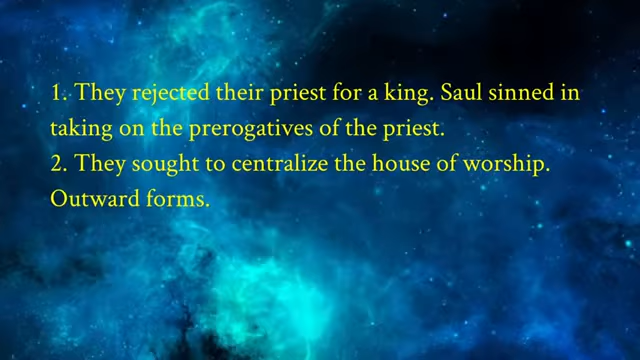 1. They rejected their priest for a king. Saul sinned in
taking on the prerogatives of the priest.
2. They sought to centralize the house of worship.
Outward forms.